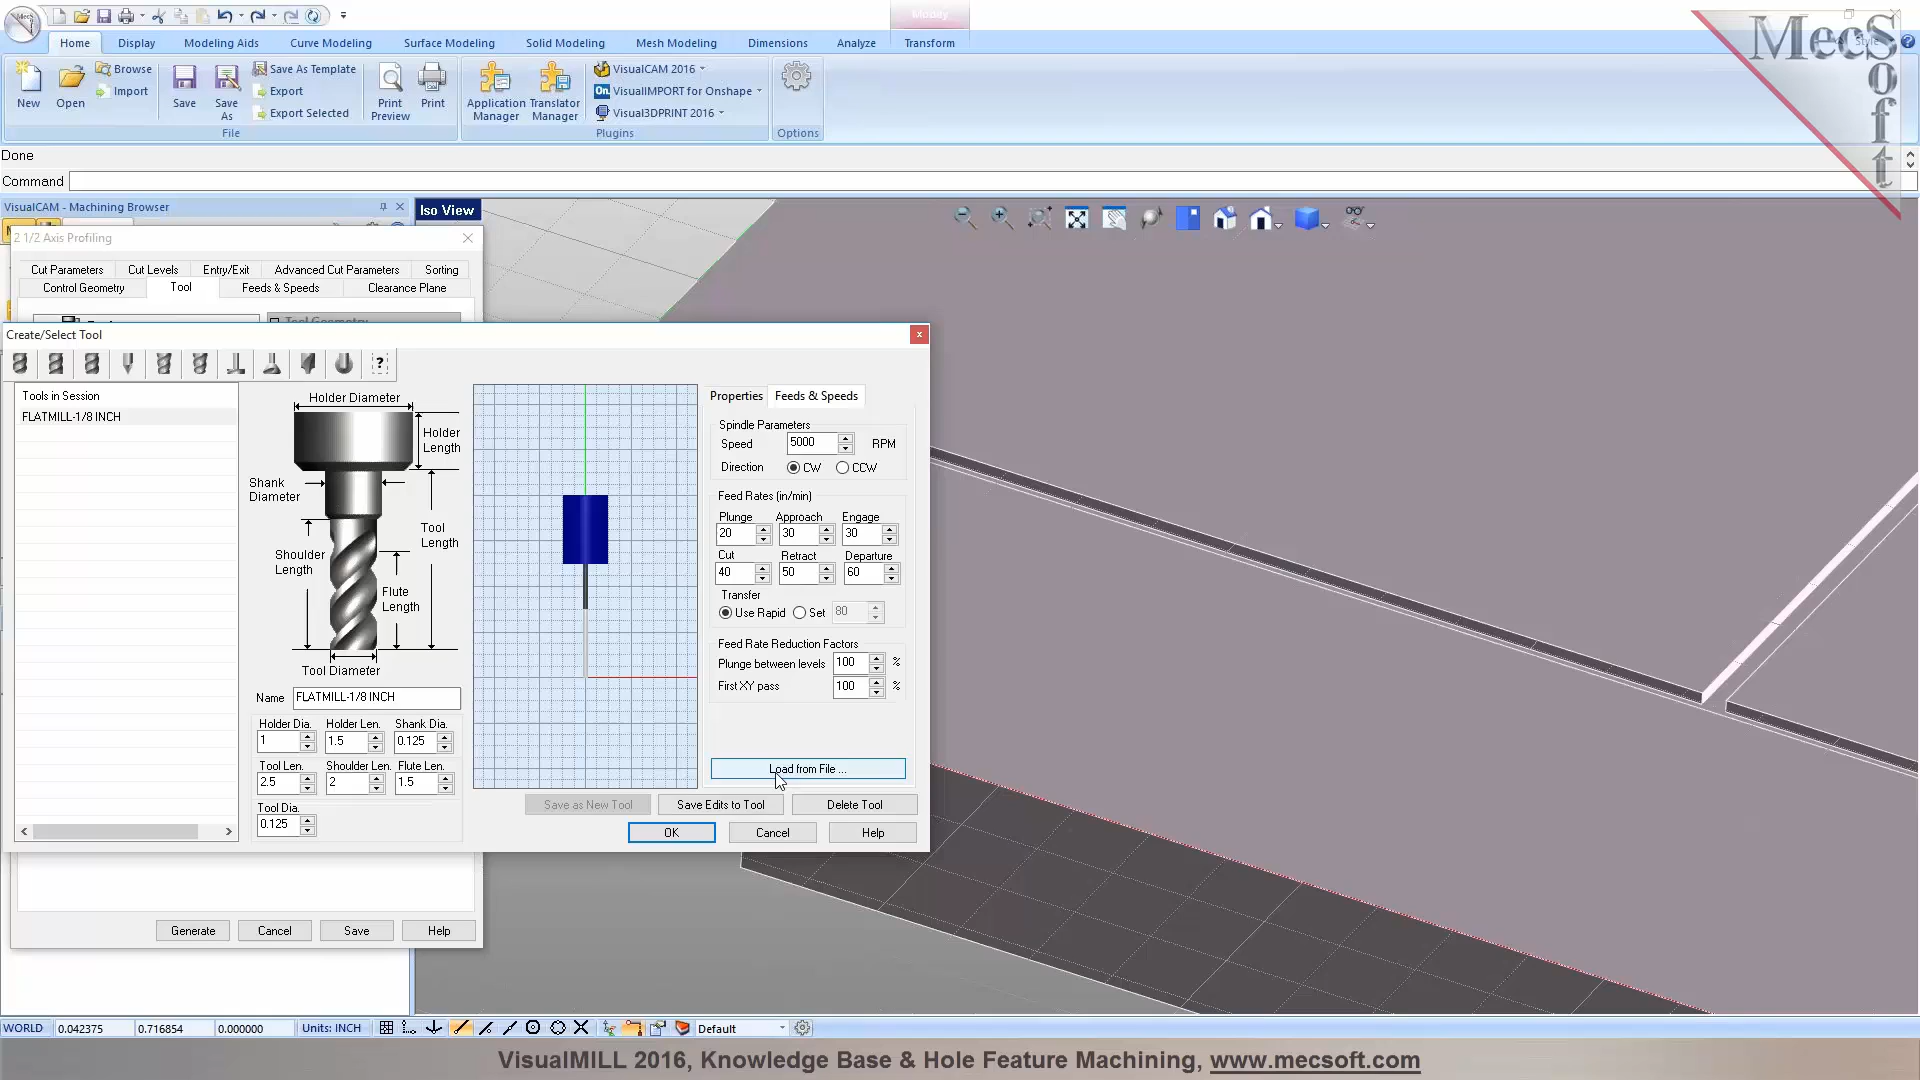 Modify
Home Display Modeling Aids Curve Modeling Surface Modeling Solid Modeling Mesh Modeling Dimensions Analyze Transform
Style
MecSoft
New Open Browse Import Save Save As Save As Template Export Export Selected Print Preview Print
Application Manager Translator Manager VisualCAM 2016 VisualIMPORT for Onshape Visual3DPRINT 2016
File Plugins Options
Done
Command
VisualCAM - Machining Browser
Iso View
2 1/2 Axis Profiling
Cut Parameters Cut Levels Entry/Exit Advanced Cut Parameters Sorting
Control Geometry Tool Feeds & Speeds Clearance Plane
Tool Geometry
Create/Select Tool
Tools in Session
FLATMILL-1/8 INCH
Holder Diameter
Holder Length
Shank Diameter
Tool Length
Shoulder Length
Flute Length
Tool Diameter
Name FLATMILL-1/8 INCH
Holder Dia. Holder Len. Shank Dia.
1 1.5 0.125
Tool Len. Shoulder Len. Flute Len.
2.5 2 1.5
Tool Dia.
0.125
Properties Feeds & Speeds
Spindle Parameters
Speed 5000 RPM
Direction CW CCW
Feed Rates (in/min)
Plunge Approach Engage
20 30 30
Cut Retract Departure
40 50 60
Transfer
Use Rapid Set 80
Feed Rate Reduction Factors
Plunge between levels 100 %
First XY pass 100 %
Load from File ...
Save as New Tool Save Edits to Tool Delete Tool
OK Cancel Help
Generate Cancel Save Help
WORLD 0.042375 0.716854 0.000000 Units: INCH Default
VisualMILL 2016, Knowledge Base & Hole Feature Machining, www.mecsoft.com